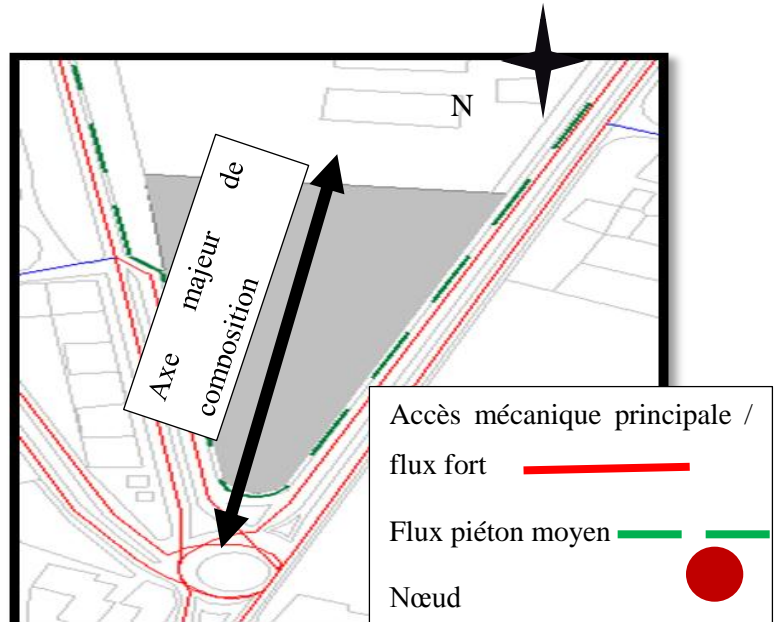 N
Axe majeur de
composition
Accès mécanique principale /
flux fort
Flux piéton moyen
Nœud